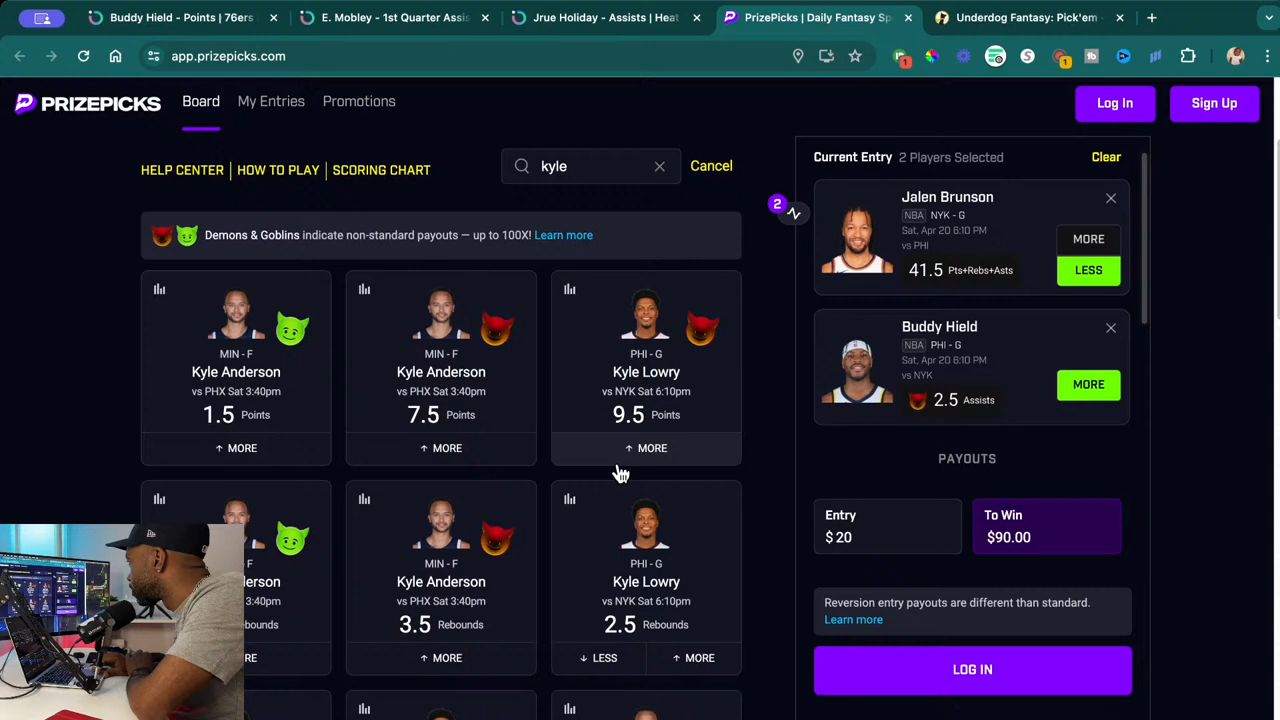 Buddy Hield - Points | 76ers
E. Mobley - 1st Quarter Assis
Jrue Holiday - Assists | Heat
PrizePicks | Daily Fantasy Sp
Underdog Fantasy: Pick'em
app.prizepicks.com
PRIZEPICKS
Board
My Entries
Promotions
Log In
Sign Up
HELP CENTER | HOW TO PLAY | SCORING CHART
kyle
Cancel
Demons & Goblins indicate non-standard payouts — up to 100X! Learn more
MIN - F
Kyle Anderson
vs PHX Sat 3:40pm
1.5 Points
↑ MORE
MIN - F
Kyle Anderson
vs PHX Sat 3:40pm
7.5 Points
↑ MORE
PHI - G
Kyle Lowry
vs NYK Sat 6:10pm
9.5 Points
↑ MORE
F
Anderson
Sat 3:40pm
bounds
RE
MIN - F
Kyle Anderson
vs PHX Sat 3:40pm
3.5 Rebounds
↑ MORE
PHI - G
Kyle Lowry
vs NYK Sat 6:10pm
2.5 Rebounds
↓ LESS
↑ MORE
Current Entry 2 Players Selected
Clear
2
Jalen Brunson
NBA NYK - G
Sat, Apr 20 6:10 PM
vs PHI
41.5 Pts+Rebs+Asts
MORE
LESS
Buddy Hield
NBA PHI - G
Sat, Apr 20 6:10 PM
vs NYK
2.5 Assists
MORE
PAYOUTS
Entry
$ 20
To Win
$90.00
Reversion entry payouts are different than standard.
Learn more
LOG IN